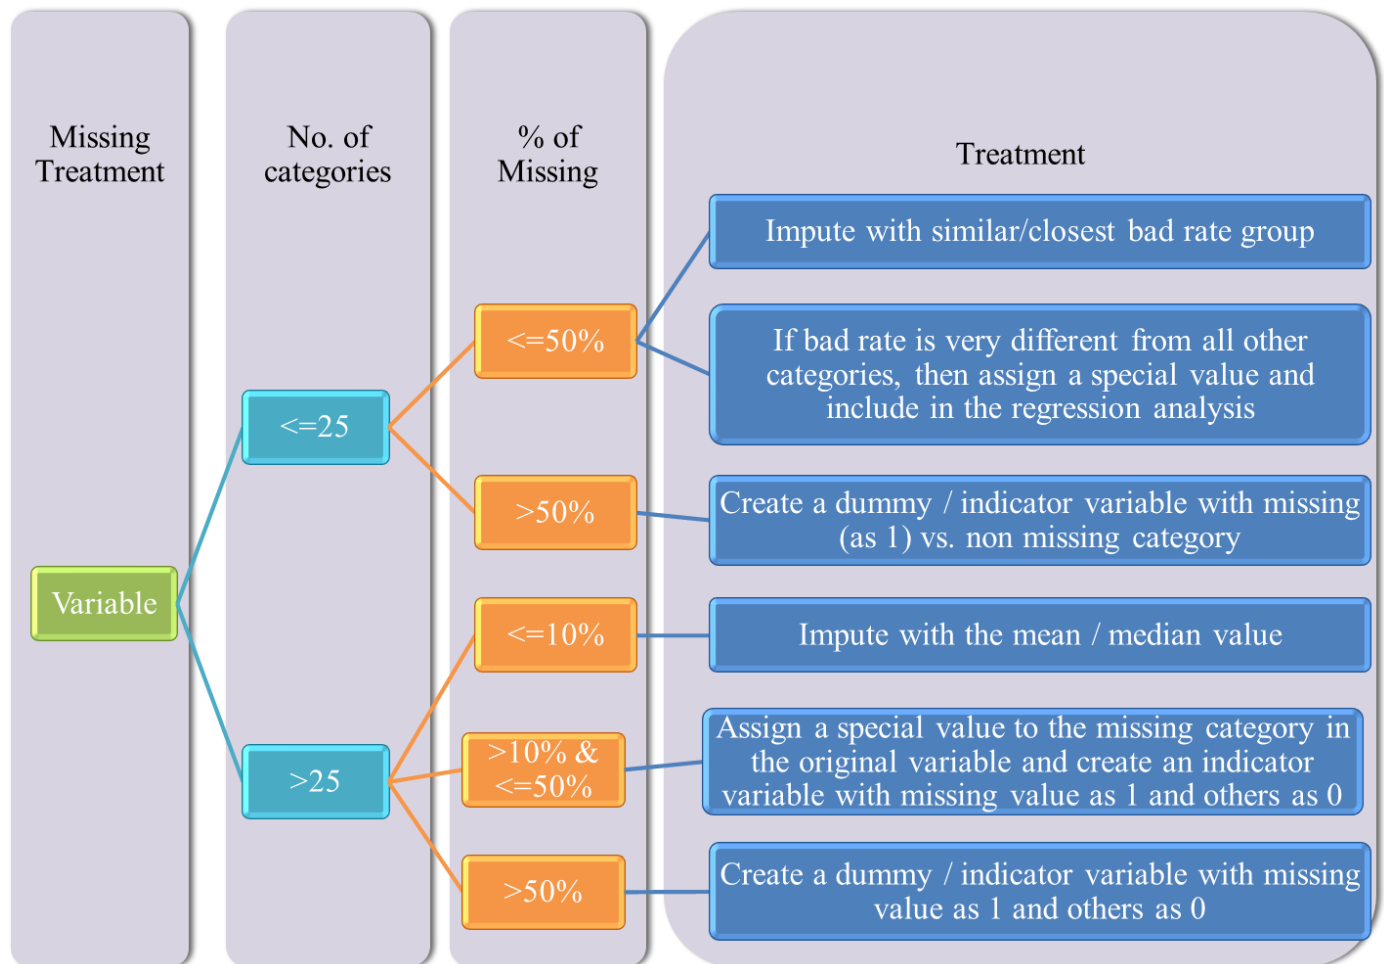 Missing
Treatment
No. of
categories
% of
Missing
Treatment
Variable
<=25
>25
<=50%
>50%
<=10%
>10% &
<=50%
>50%
Impute with similar/closest bad rate group
If bad rate is very different from all other
categories, then assign a special value and
include in the regression analysis
Create a dummy / indicator variable with missing
(as 1) vs. non missing category
Impute with the mean / median value
Assign a special value to the missing category in
the original variable and create an indicator
variable with missing value as 1 and others as 0
Create a dummy / indicator variable with missing
value as 1 and others as 0